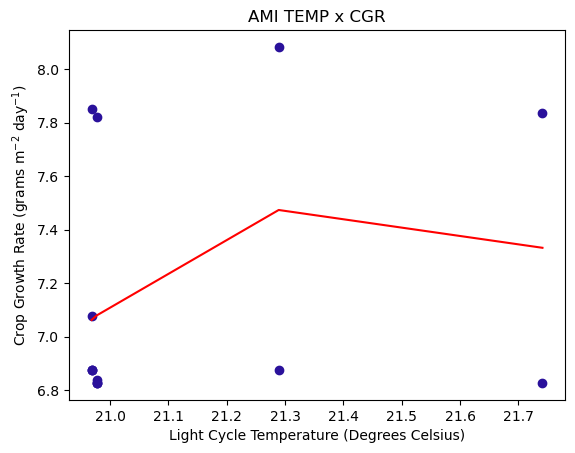 AMI TEMP x CGR
Crop Growth Rate (grams m⁻² day⁻¹)
8.0
7.8
7.6
7.4
7.2
7.0
6.8
21.0 21.1 21.2 21.3 21.4 21.5 21.6 21.7
Light Cycle Temperature (Degrees Celsius)